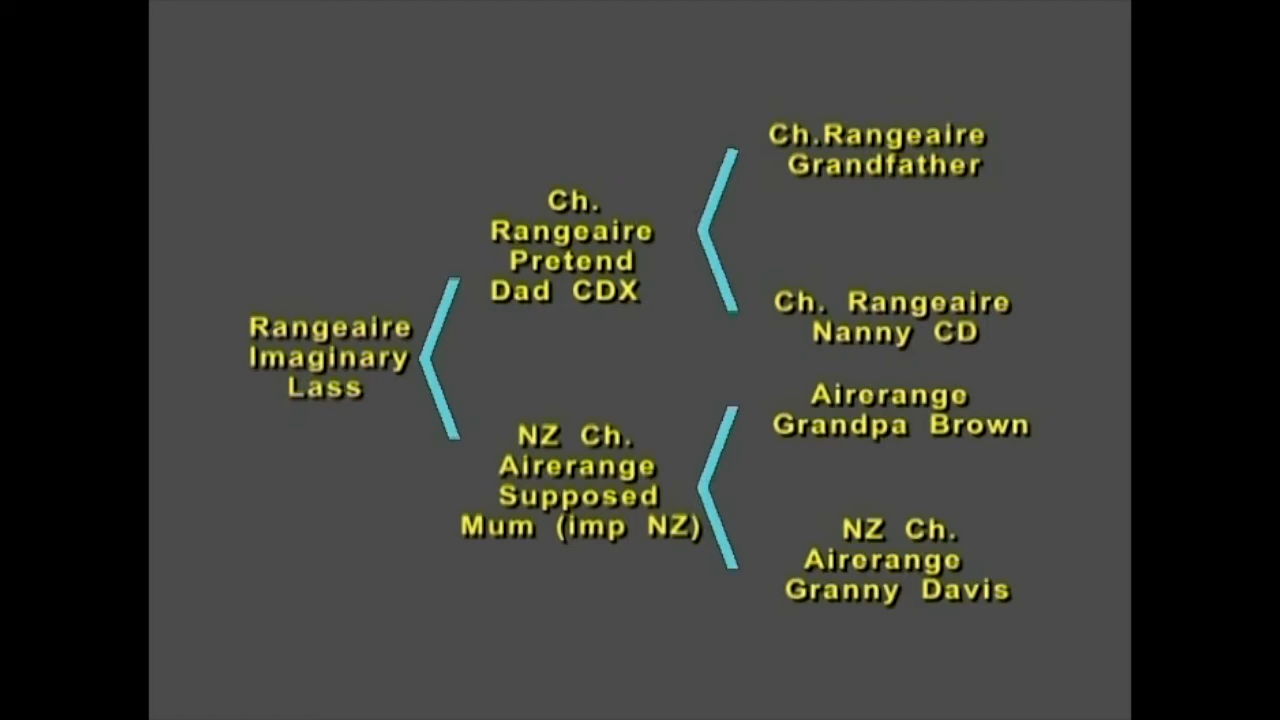 Rangeaire
Imaginary
Lass
Ch.
Rangeaire
Pretend
Dad CDX
NZ Ch.
Airerange
Supposed
Mum (imp NZ)
Ch.Rangeaire
Grandfather
Ch. Rangeaire
Nanny CD
Airerange
Grandpa Brown
NZ Ch.
Airerange
Granny Davis